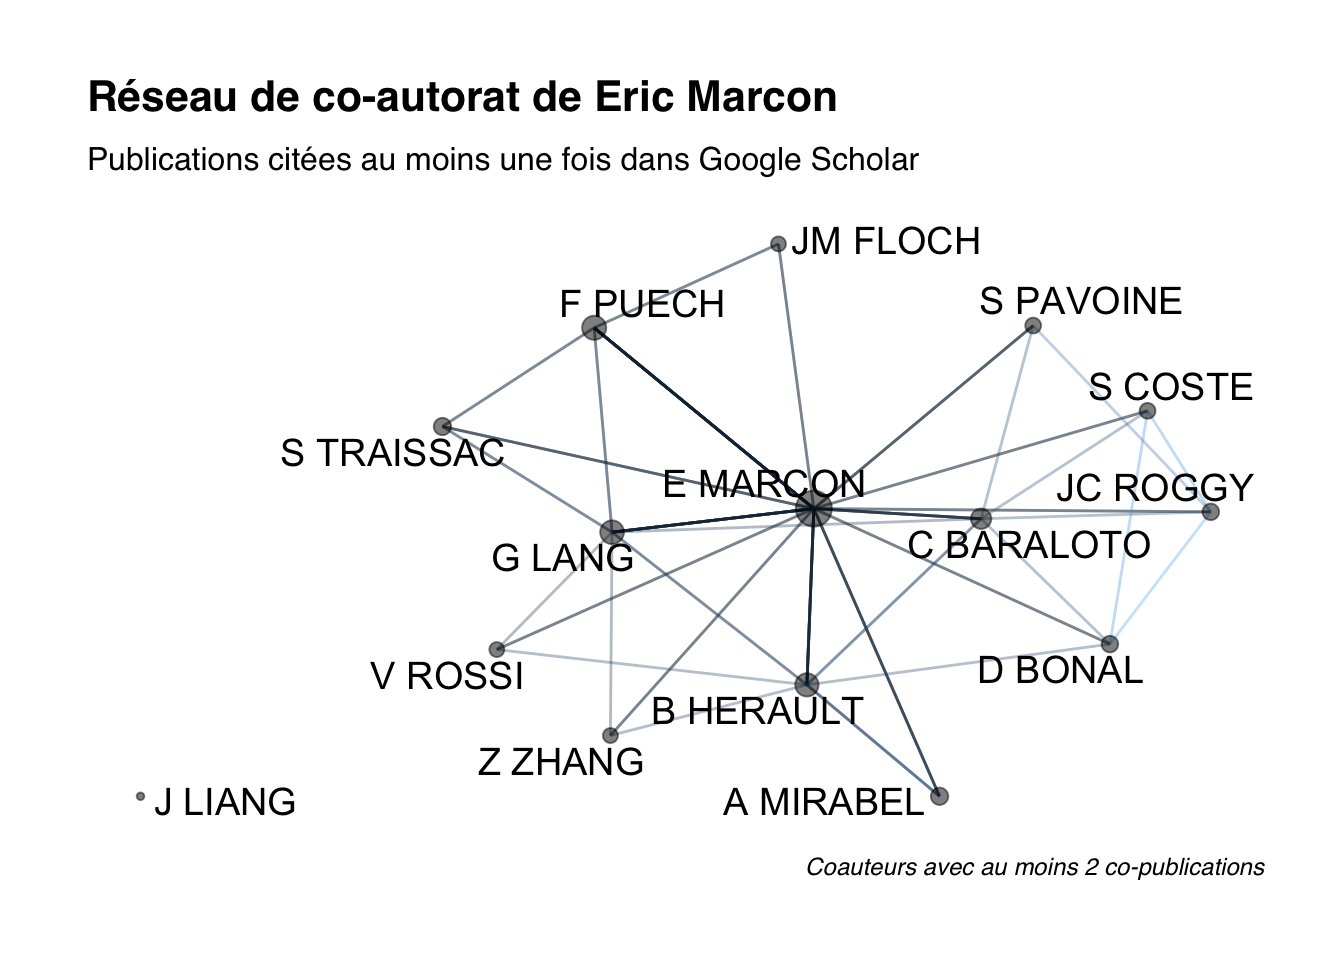 Réseau de co-autorat de Eric Marcon
Publications citées au moins une fois dans Google Scholar
JM FLOCH
F PUECH
S PAVOINE
S COSTE
S TRAISSAC
E MARCON
JC ROGGY
G LANG
C BARALOTO
V ROSSI
D BONAL
B HERAULT
Z ZHANG
J LIANG
A MIRABEL
Coauteurs avec au moins 2 co-publications